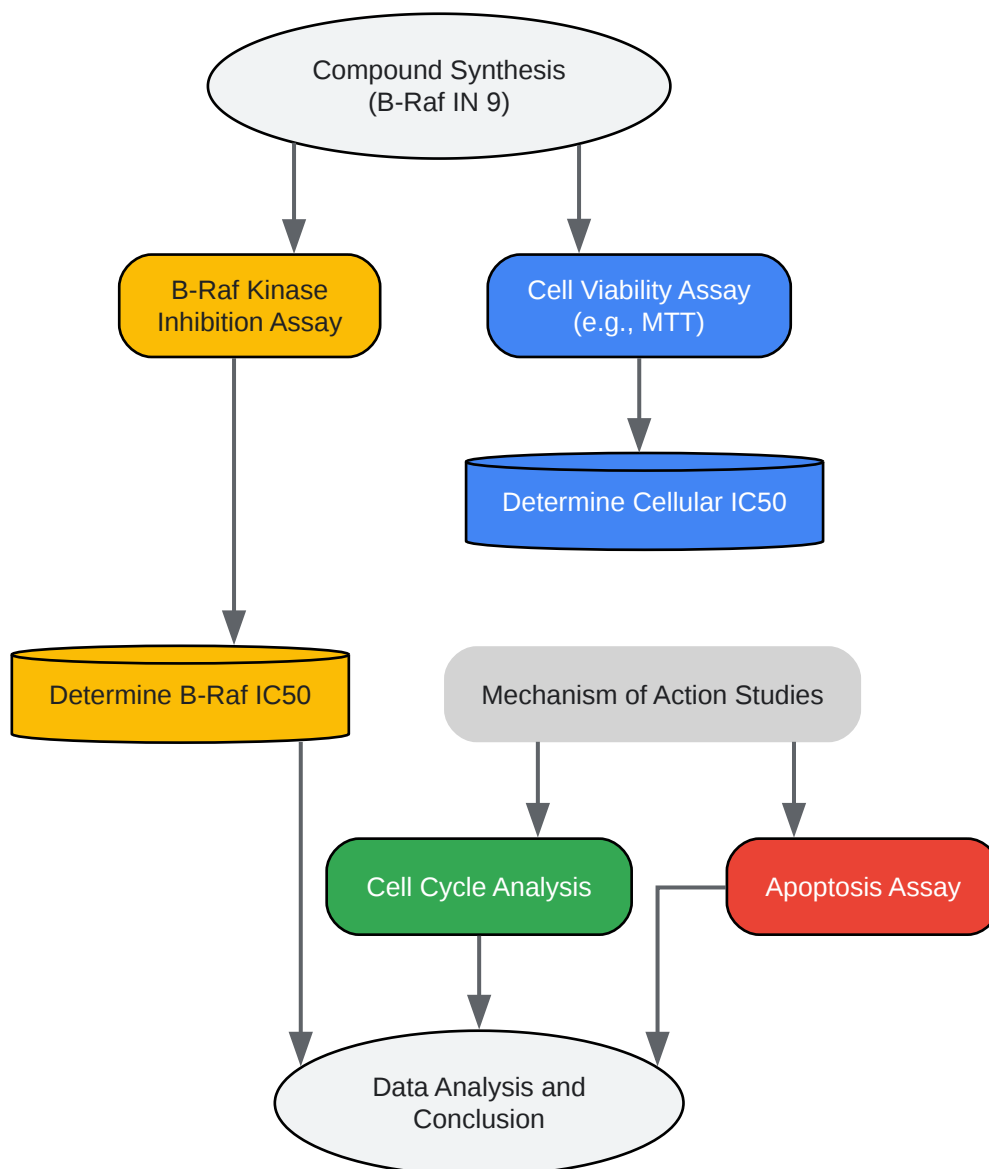 Compound Synthesis
(B-Raf IN 9)
B-Raf Kinase
Inhibition Assay
Cell Viability Assay
(e.g., MTT)
Determine Cellular IC50
Determine B-Raf IC50
Mechanism of Action Studies
Cell Cycle Analysis
Apoptosis Assay
Data Analysis and
Conclusion